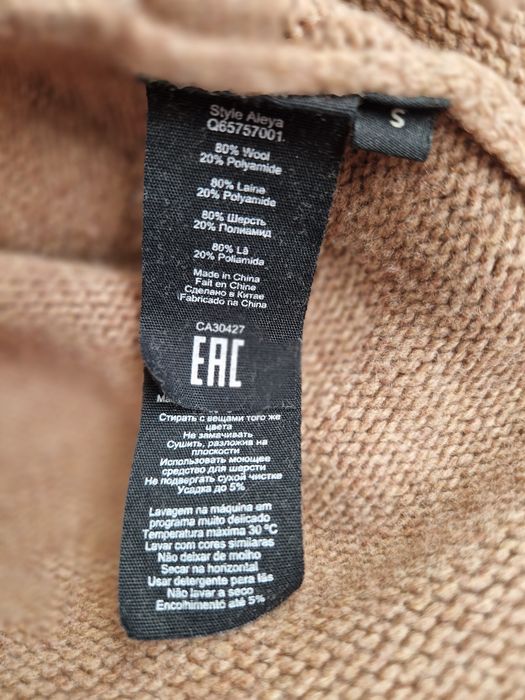 Style Aleya
Q65757001
S
80% Wool
20% Polyamide
80% Laine
20% Polyamide
80% Шерсть
20% Полиамид
80% Lã
20% Poliamida
Made in China
Fait en Chine
Сделано в Китае
Fabricado na China
CA30427
EAC
Стирать с вещами того же
цвета
Не замачивать
Сушить, разложив на
плоскости
Использовать моющее
средство для шерсти
Не подвергать сухой чистке
Усадка до 5%
Lavagem na máquina em
programa muito delicado
Temperatura máxima 30 ºC
Lavar com cores similaras
Não deixar de molho
Secar na horizontal
Usar detergente para lãs
Não lavar a seco
Encolhimento até 5%